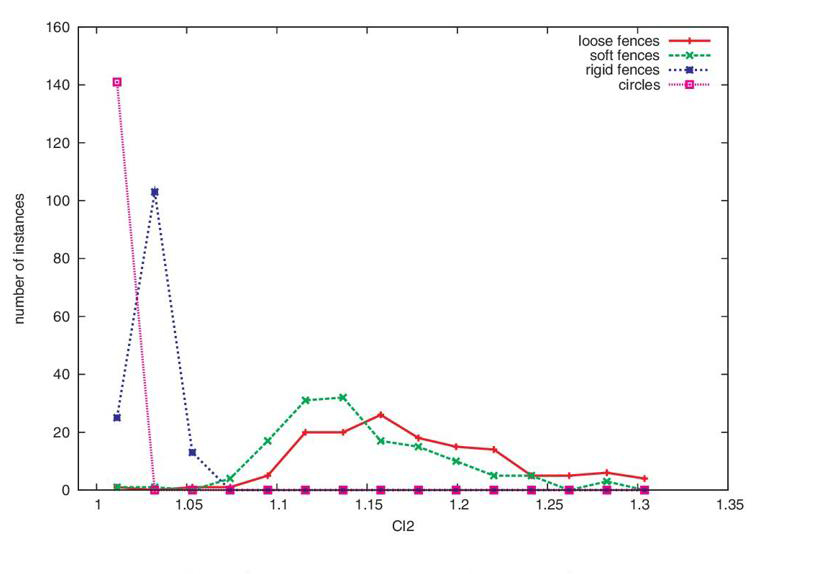 160
140
120
100
80
60
40
20
0
number of instances
loose fences
soft fences
rigid fences
circles
1 1.05 1.1 1.15 1.2 1.25 1.3 1.35
CI2